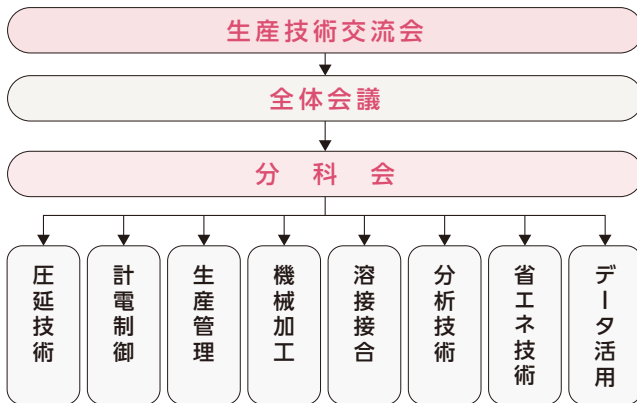 生産技術交流会
全体会議
分　科　会
圧延技術
計電制御
生産管理
機械加工
溶接接合
分析技術
省エネ技術
データ活用